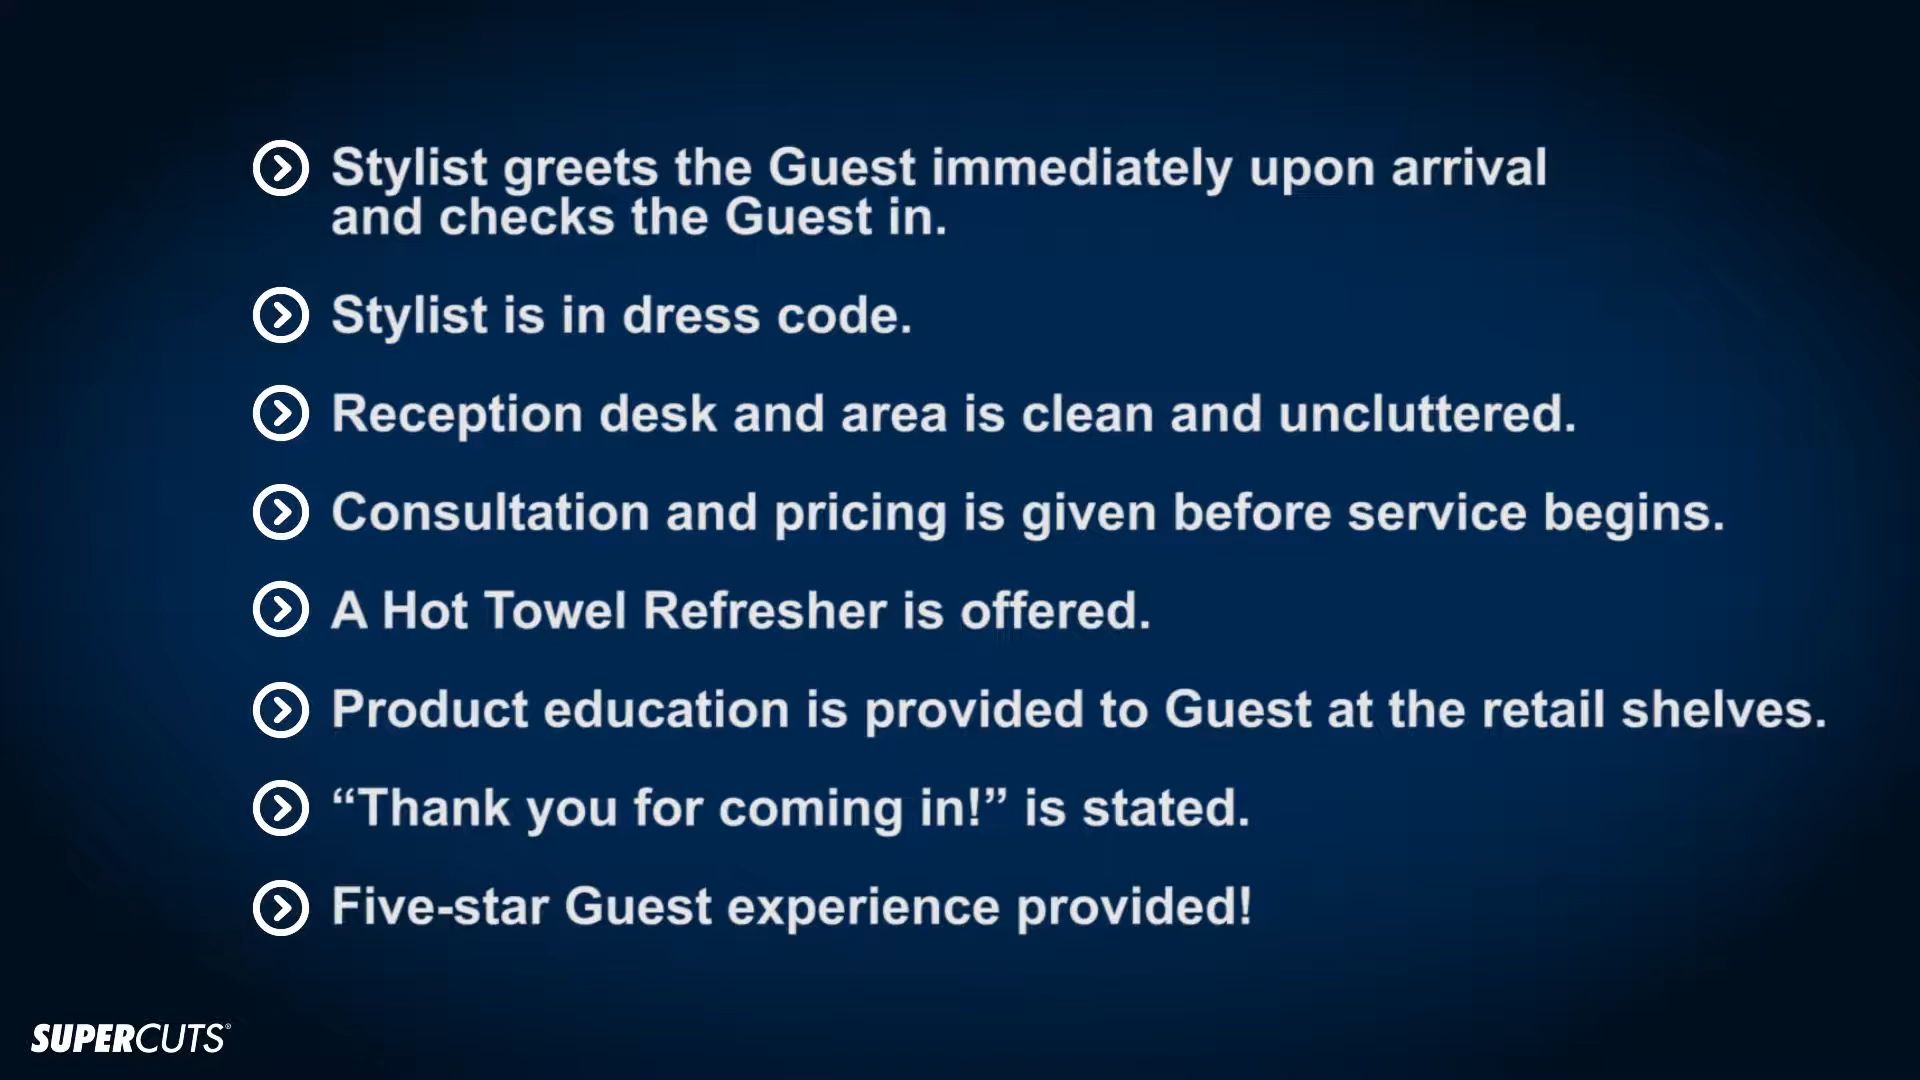 Stylist greets the Guest immediately upon arrival
and checks the Guest in.
Stylist is in dress code.
Reception desk and area is clean and uncluttered.
Consultation and pricing is given before service begins.
A Hot Towel Refresher is offered.
Product education is provided to Guest at the retail shelves.
“Thank you for coming in!” is stated.
Five-star Guest experience provided!
SUPERCUTS®